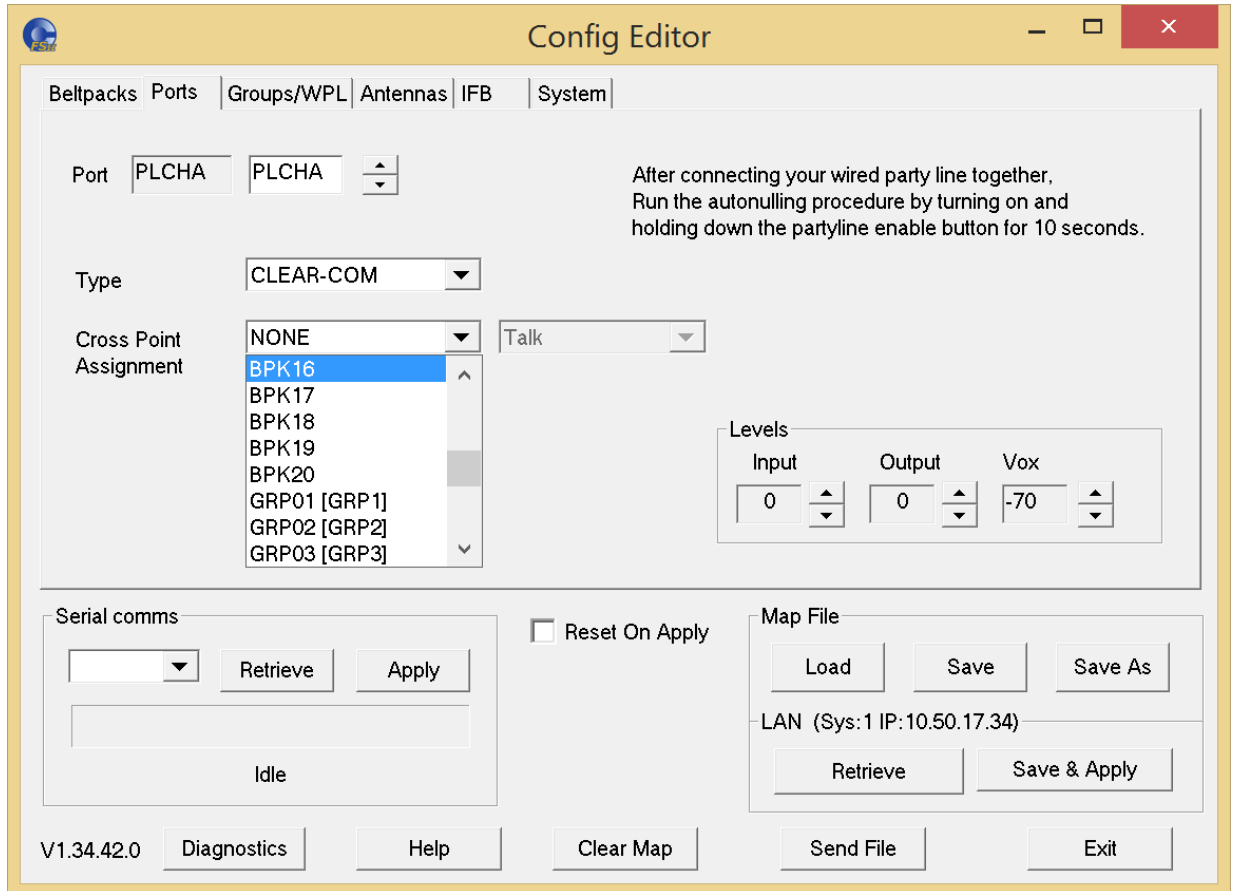 Config Editor
Beltpacks Ports Groups/WPL Antennas IFB System
Port PLCHA PLCHA
After connecting your wired party line together,
Run the autonulling procedure by turning on and
holding down the partyline enable button for 10 seconds.
Type CLEAR-COM
Cross Point
Assignment
NONE Talk
BPK16
BPK17
BPK18
BPK19
BPK20
GRP01 [GRP1]
GRP02 [GRP2]
GRP03 [GRP3]
Levels
Input Output Vox
0 0 -70
Serial comms
Retrieve Apply
Idle
Reset On Apply
Map File
Load Save Save As
LAN (Sys:1 IP:10.50.17.34)
Retrieve Save & Apply
V1.34.42.0 Diagnostics Help Clear Map Send File Exit